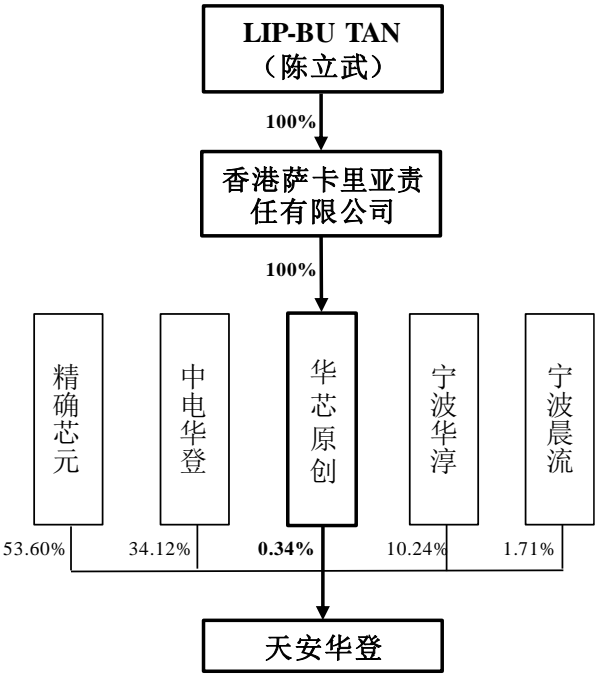 LIP-BU TAN
（陈立武）
100%
香港萨卡里亚责
任有限公司
100%
精确芯元
中电华登
华芯原创
宁波华淳
宁波晨流
53.60%
34.12%
0.34%
10.24%
1.71%
天安华登